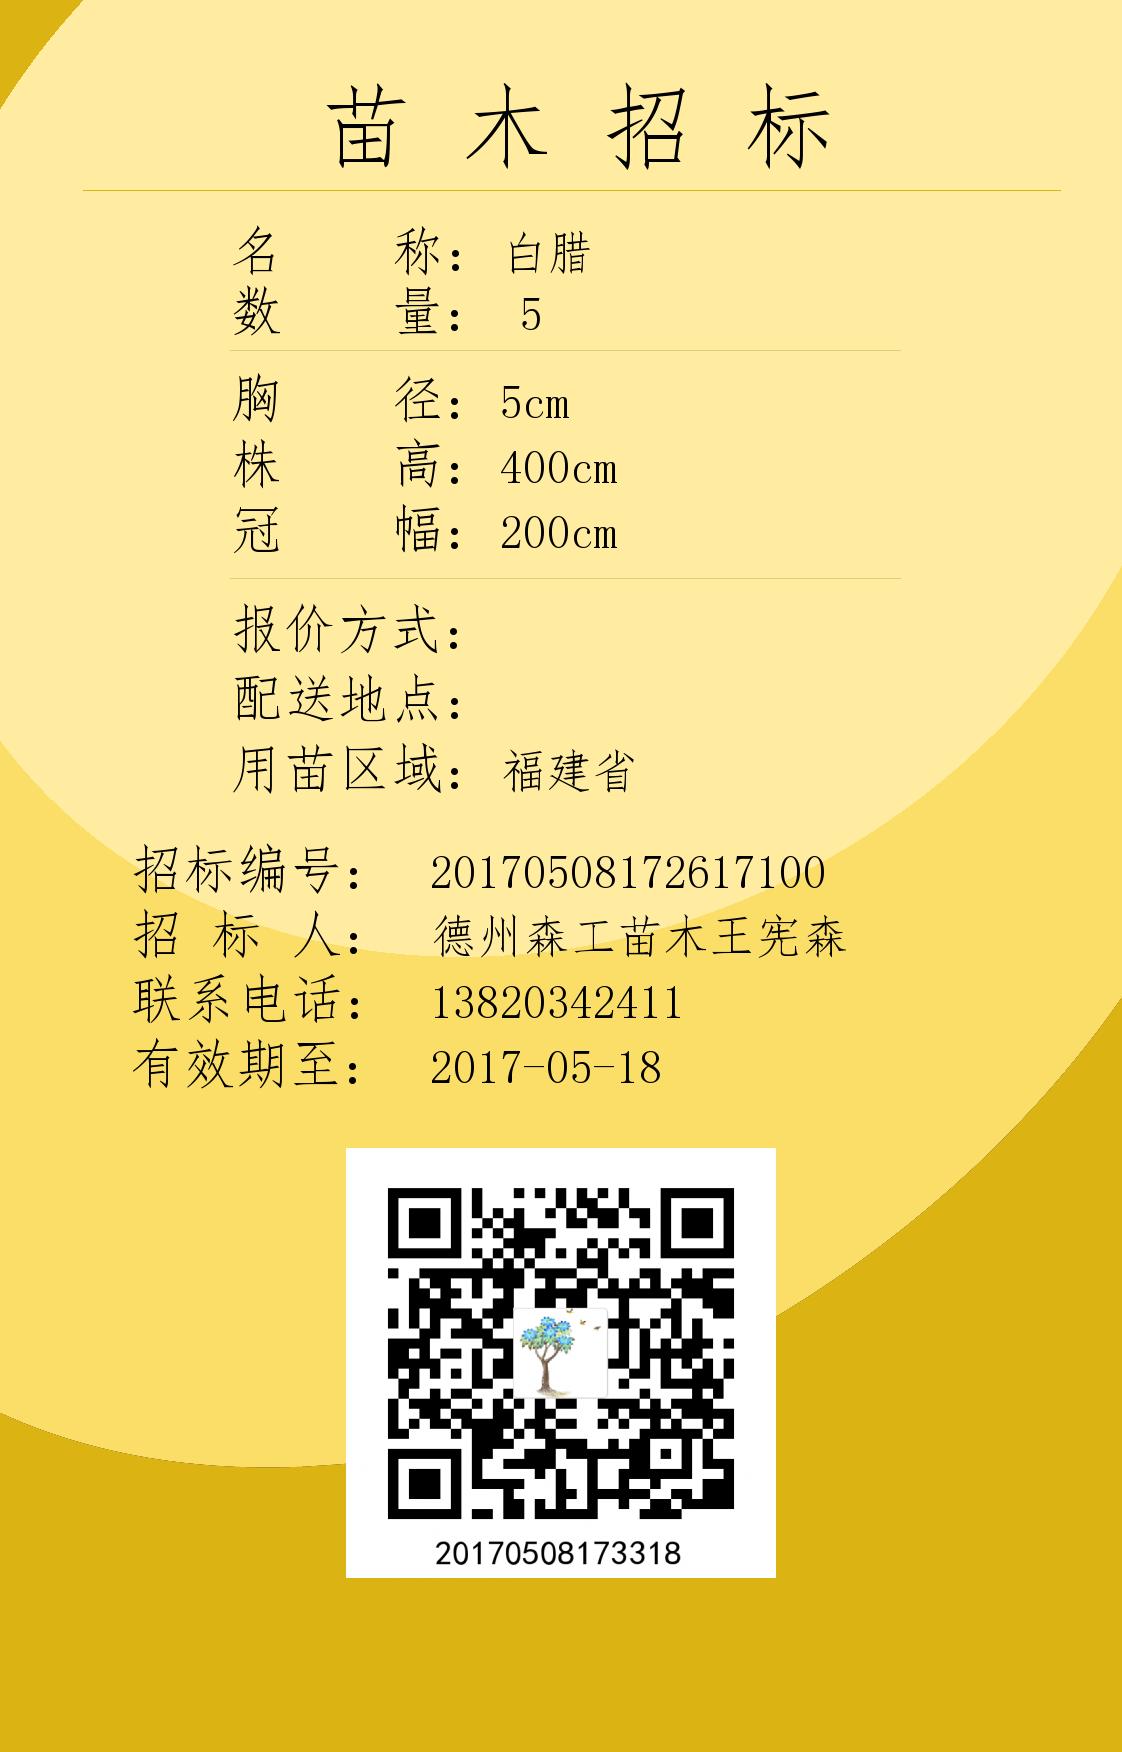 苗木招标
名称：白腊
数量：5
胸径：5cm
株高：400cm
冠幅：200cm
报价方式：
配送地点：
用苗区域：福建省
招标编号：20170508172617100
招标人：德州森工苗木王宪森
联系电话：13820342411
有效期至：2017-05-18
20170508173318